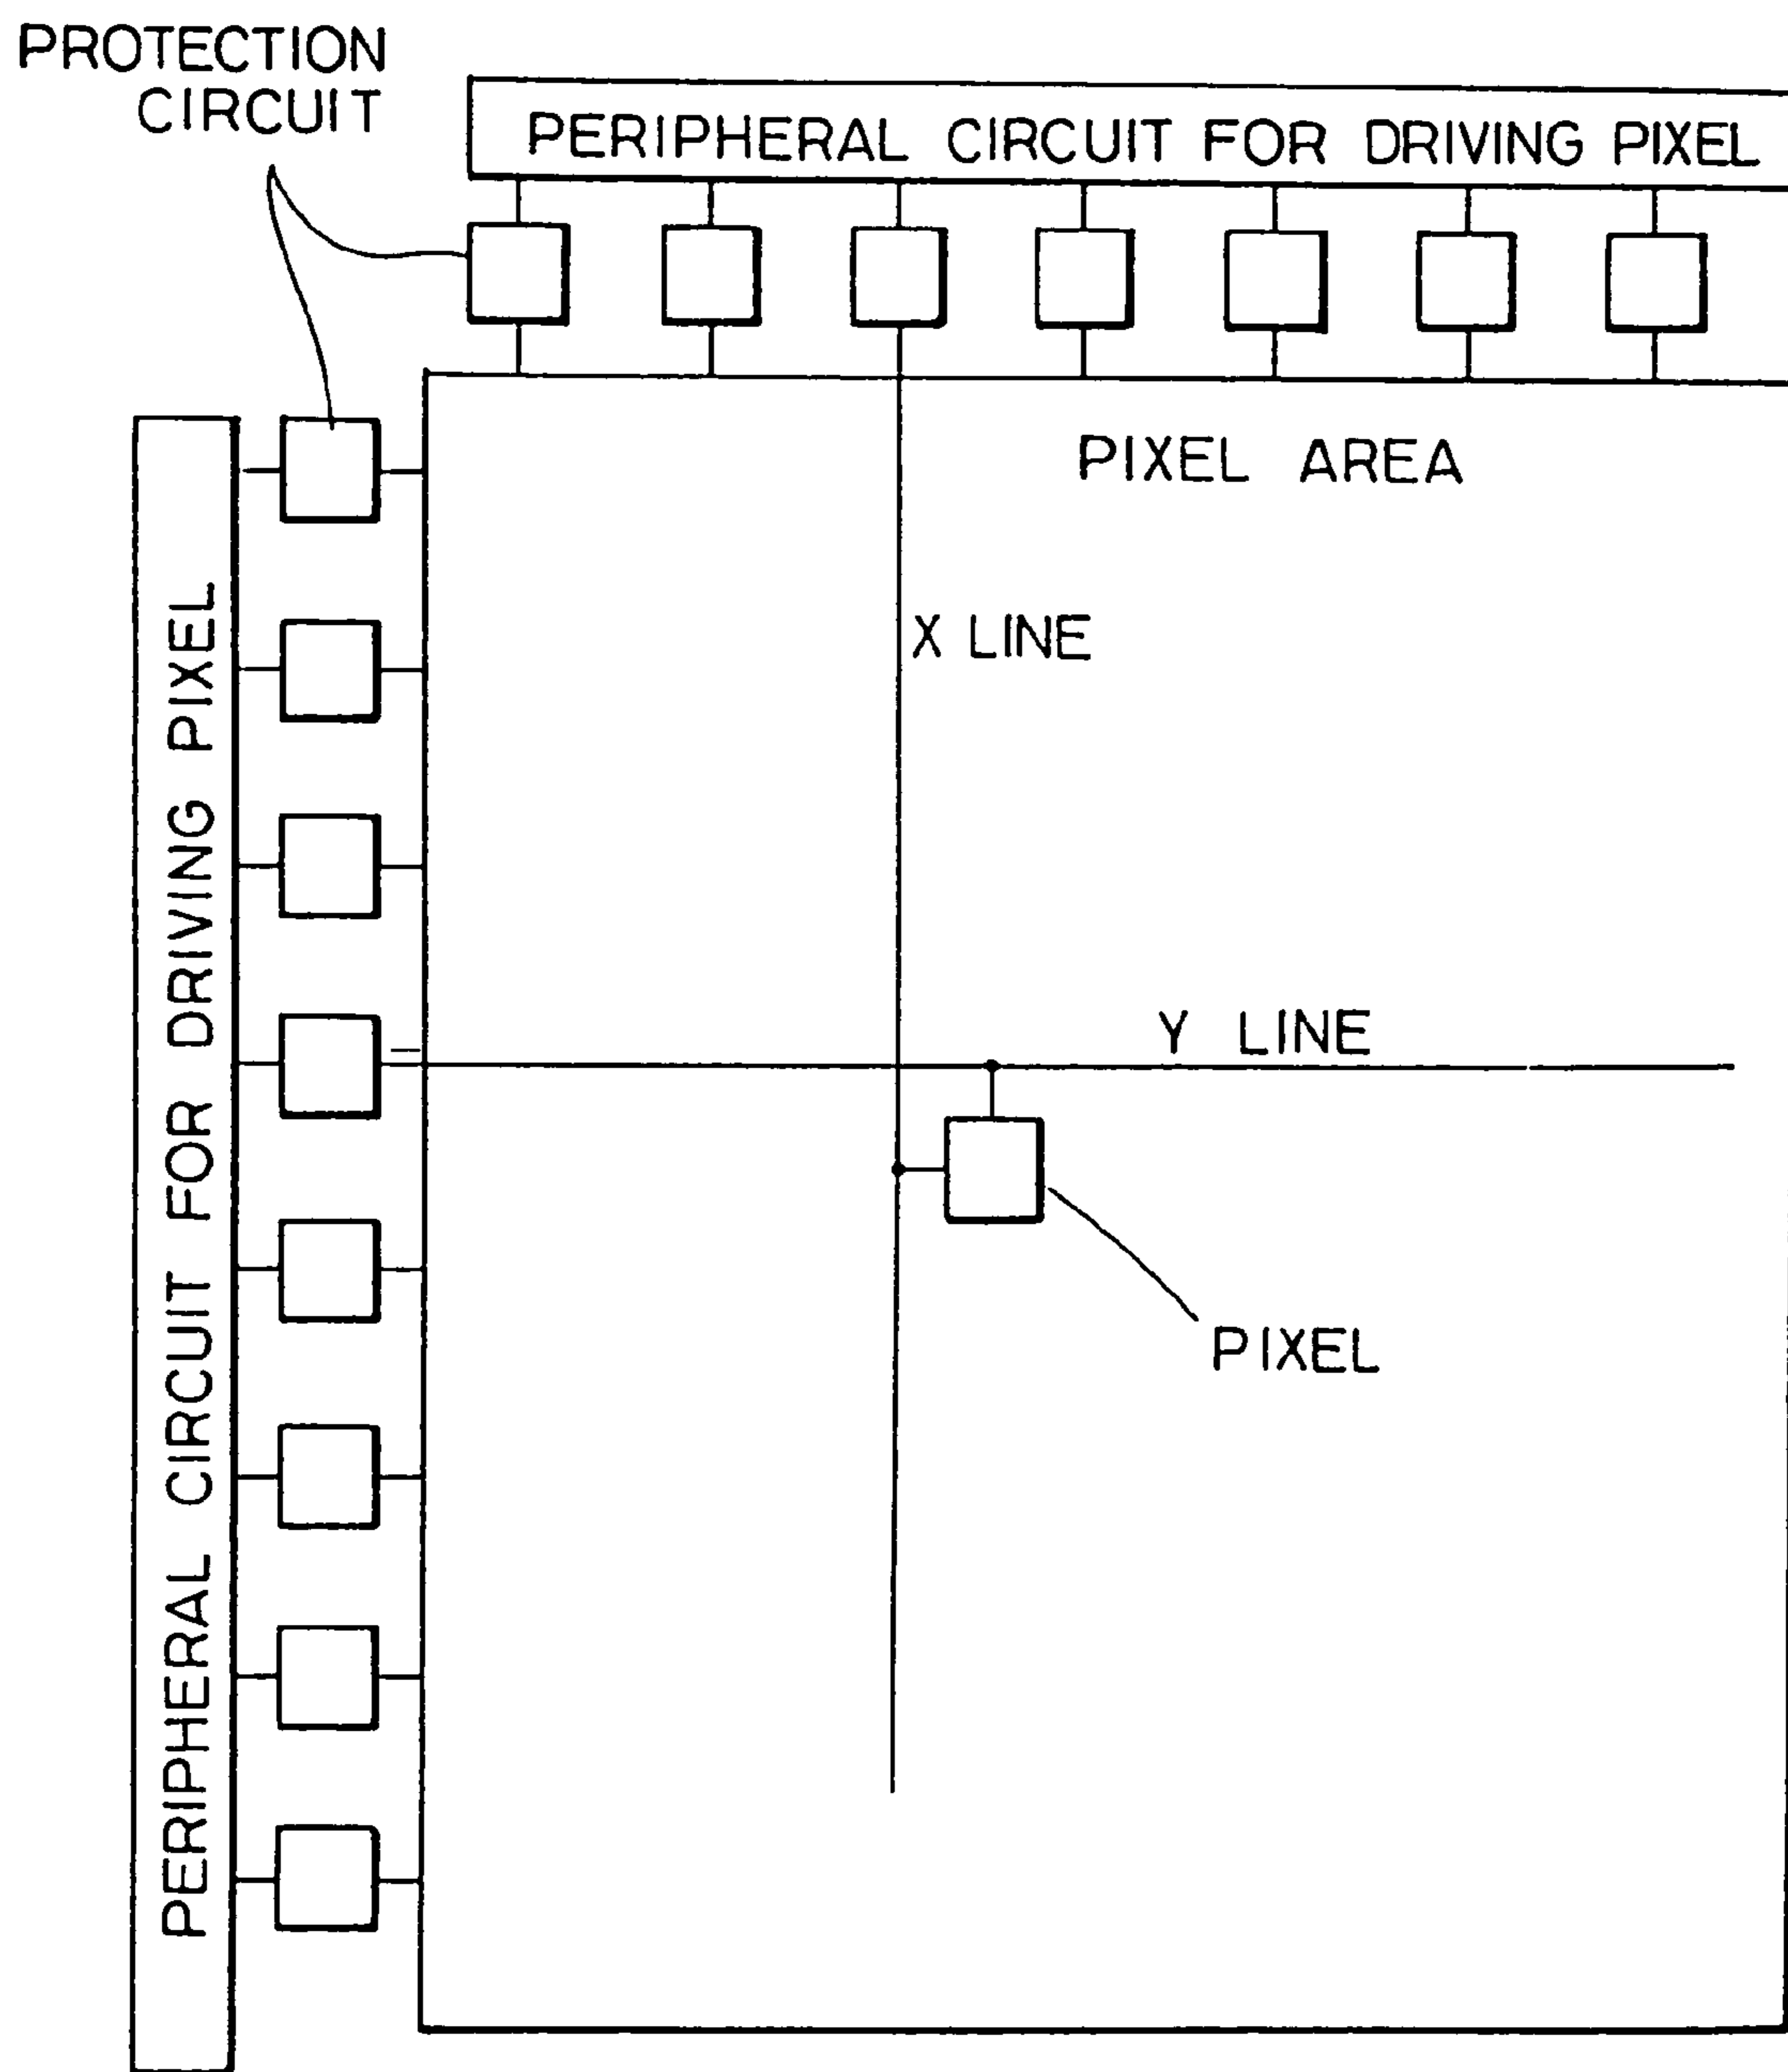 PROTECTION
CIRCUIT
PERIPHERAL CIRCUIT FOR DRIVING PIXEL
PIXEL AREA
X LINE
PERIPHERAL CIRCUIT FOR DRIVING PIXEL
Y LINE
PIXEL